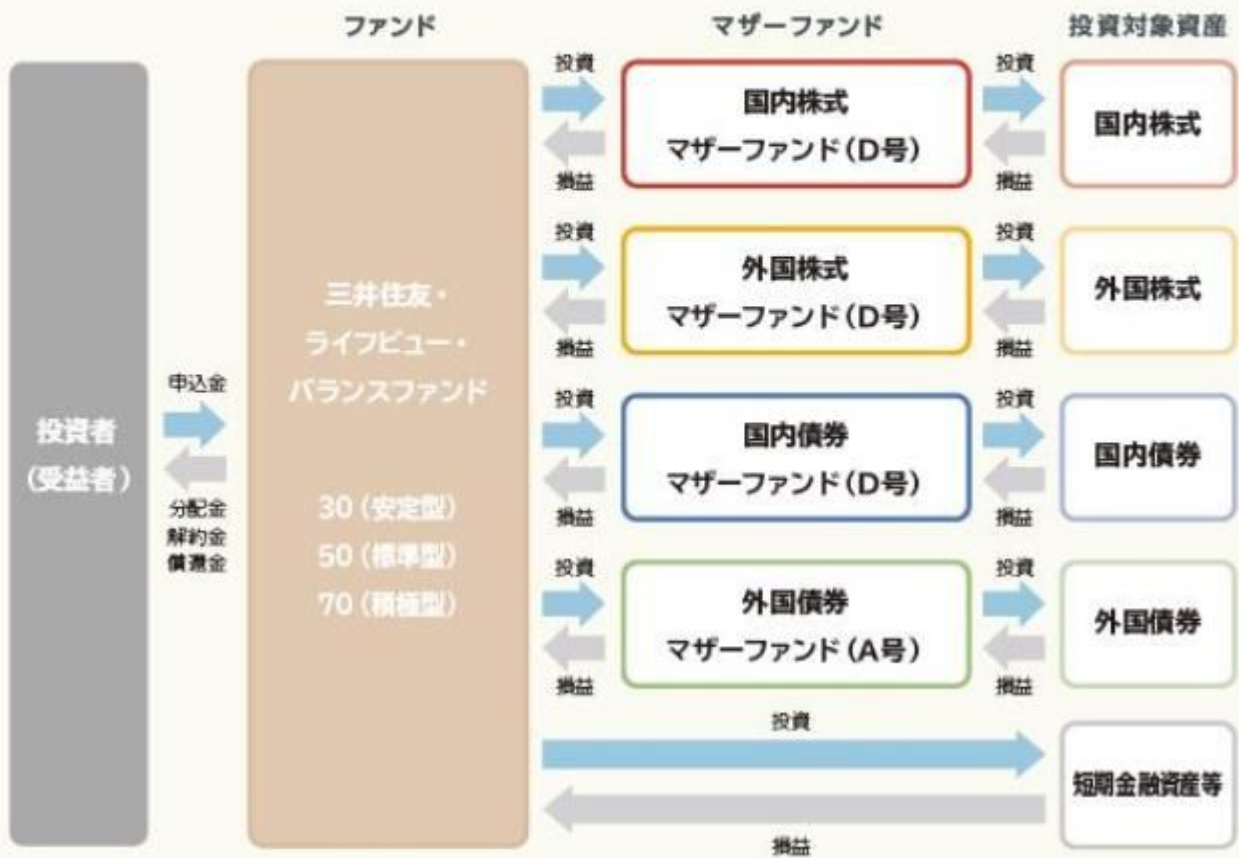 ファンド
マザーファンド
投資対象資産
投資者
(受益者)
申込金
分配金
解約金
償還金
三井住友・
ライフビュー・
バランスファンド
30(安定型)
50(標準型)
70(積極型)
投資
損益
国内株式
マザーファンド(D号)
投資
損益
国内株式
投資
損益
外国株式
マザーファンド(D号)
投資
損益
外国株式
投資
損益
国内債券
マザーファンド(D号)
投資
損益
国内債券
投資
損益
外国債券
マザーファンド(A号)
投資
損益
外国債券
投資
損益
短期金融資産等